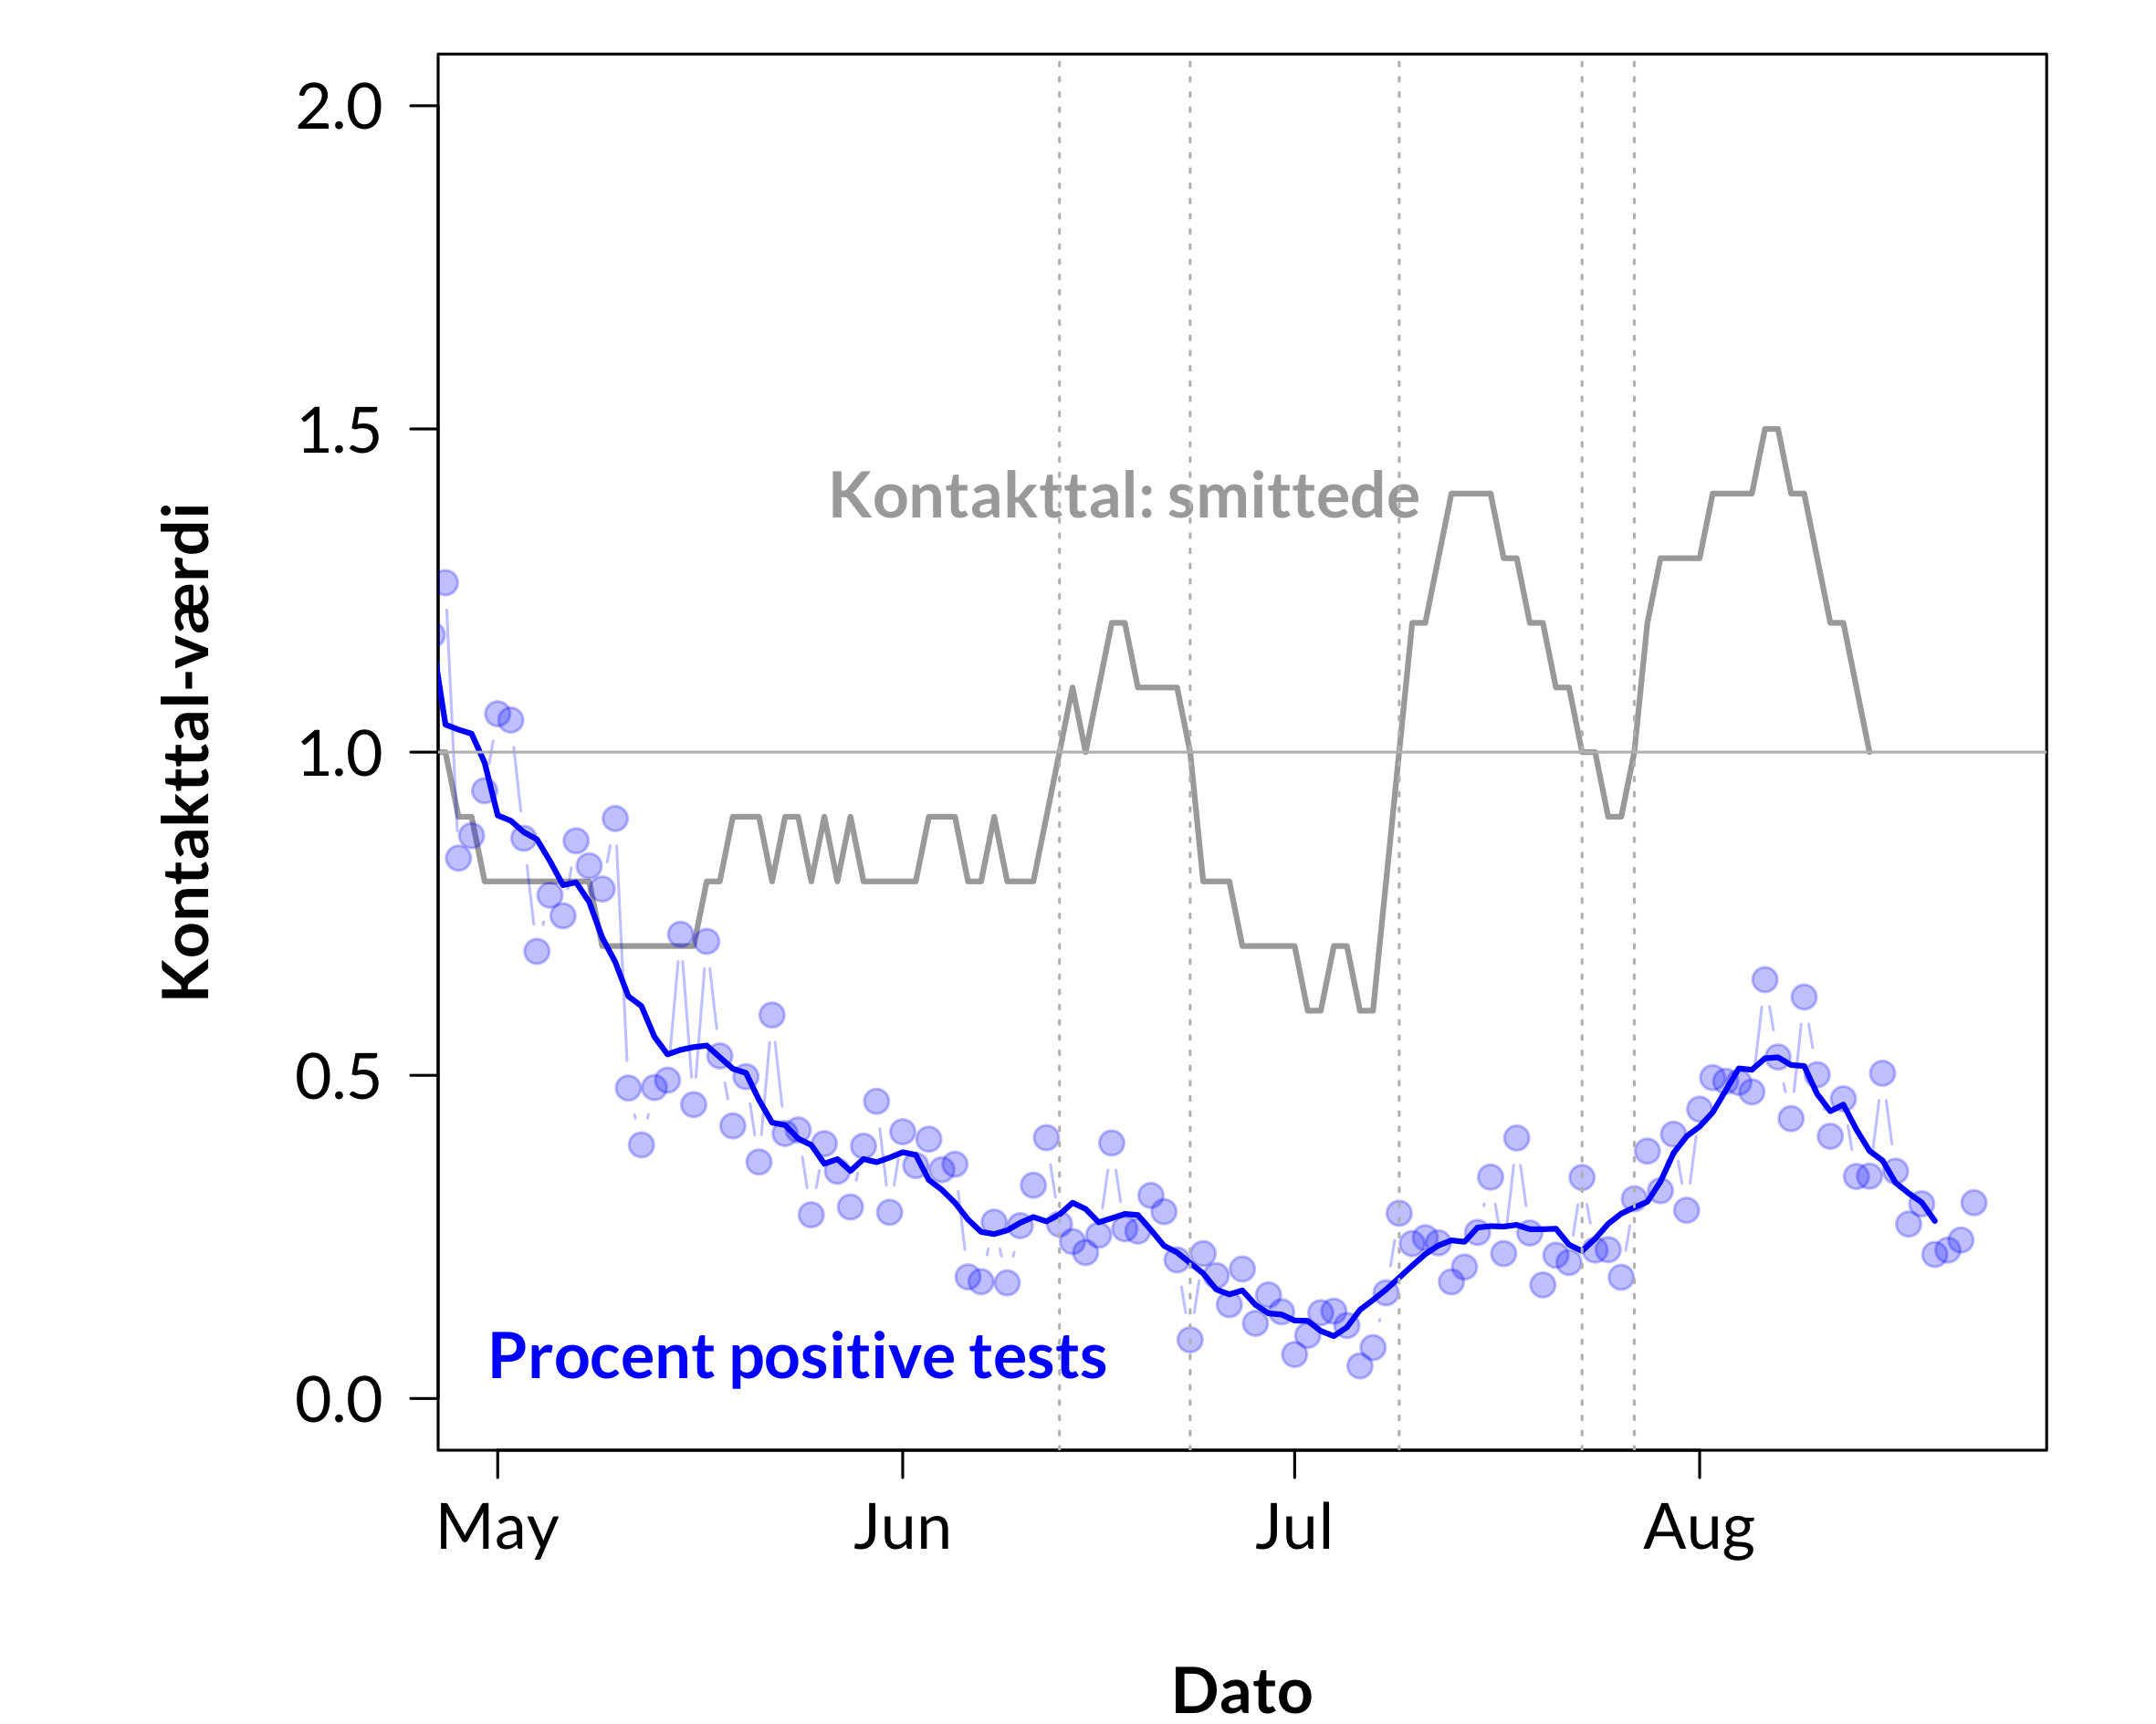 Kontakttal-værdi
2.0
1.5
1.0
0.5
0.0
Kontakttal: smittede
Procent positive tests
May Jun Jul Aug
Dato